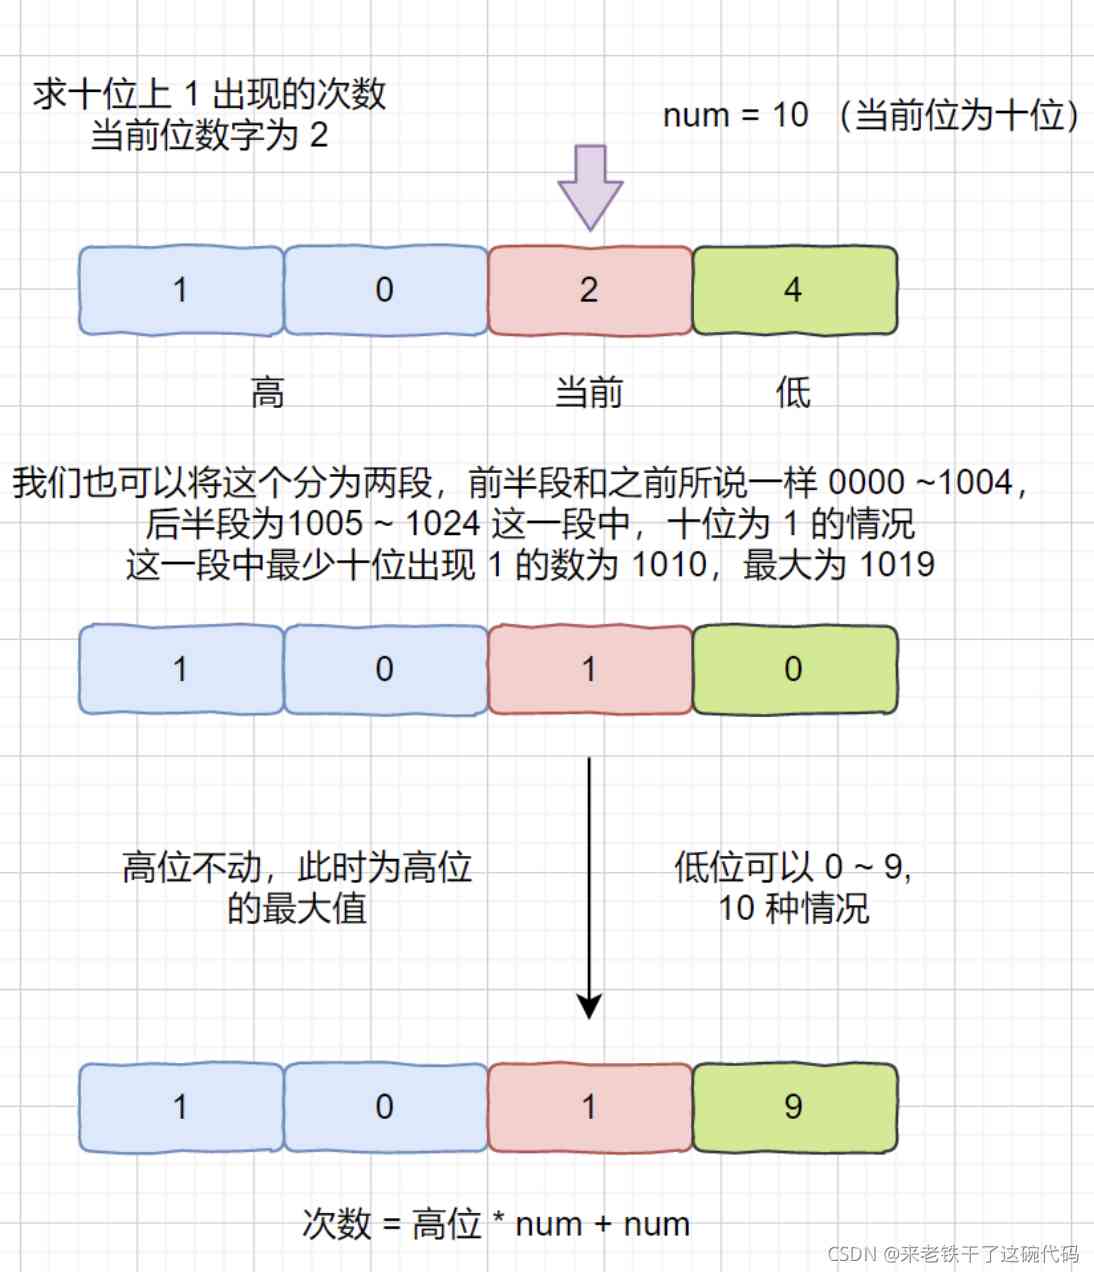 求十位上 1 出现的次数
当前位数字为 2
num = 10 （当前位为十位）
1 0 2 4
高 当前 低
我们也可以将这个分为两段，前半段和之前所说一样 0000 ~1004，
后半段为1005 ~ 1024 这一段中，十位为 1 的情况
这一段中最少十位出现 1 的数为 1010，最大为 1019
1 0 1 0
高位不动，此时为高位
的最大值
低位可以 0 ~ 9,
10 种情况
1 0 1 9
次数 = 高位 * num + num
CSDN @来老铁干了这碗代码